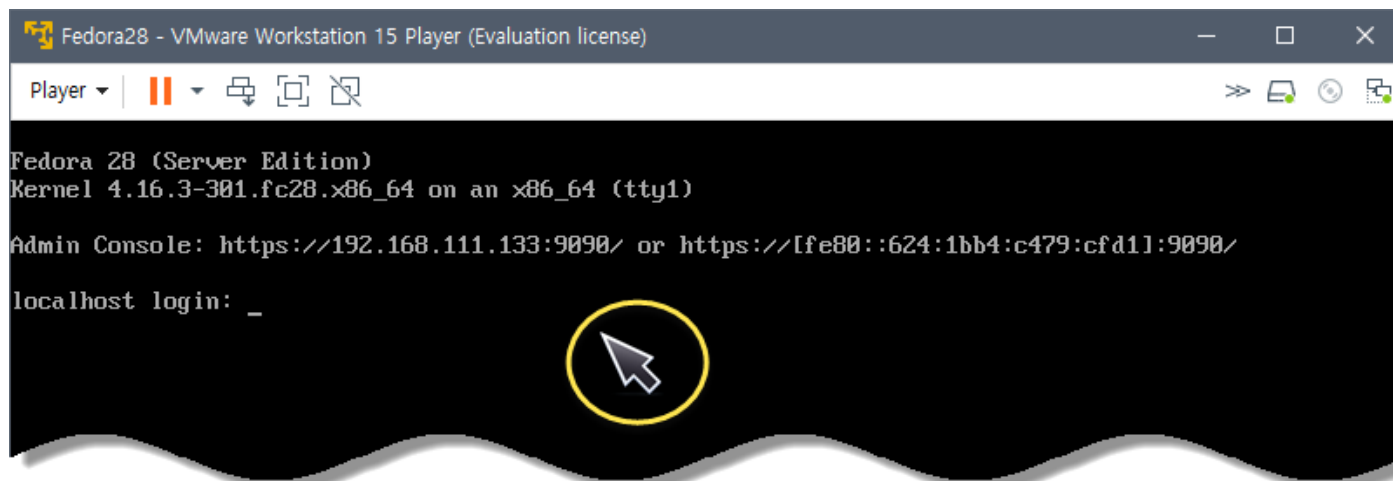 Fedora28 - VMware Workstation 15 Player (Evaluation license)
Player
Fedora 28 (Server Edition)
Kernel 4.16.3-301.fc28.x86_64 on an x86_64 (tty1)
Admin Console: https://192.168.111.133:9090/ or https://[fe80::624:1bb4:c479:cfd1]:9090/
localhost login: _